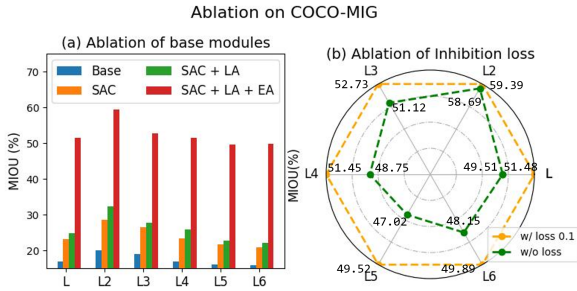 Ablation on COCO-MIG
(a) Ablation of base modules
MIOU (%)
70
60
50
40
30
20
Base
SAC
SAC + LA
SAC + LA + EA
L
L2
L3
L4
L5
L6
(b) Ablation of Inhibition loss
MIOU(%)
L3
L2
52.73
59.39
51.12
58.69
L4
51.45
48.75
49.51
51.48
L
47.02
48.15
49.52
49.89
L5
L6
w/ loss 0.1
w/o loss